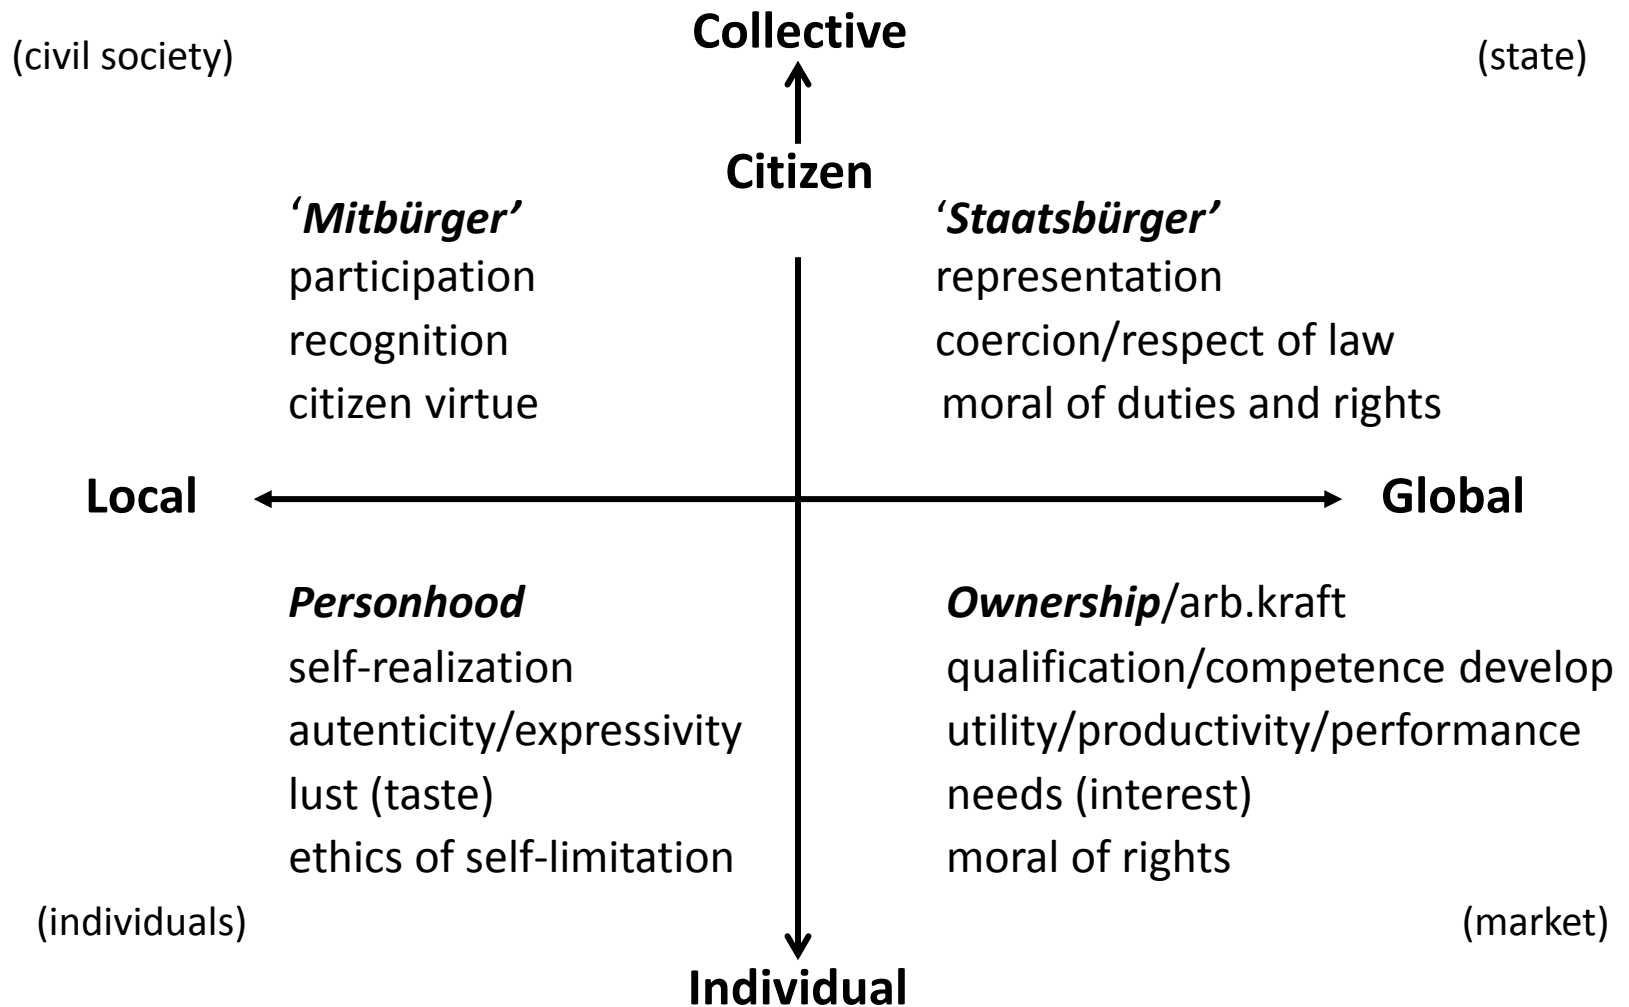 Collective
(civil society)
(state)
Citizen
‘Mitbürger’
participation
recognition
citizen virtue
‘Staatsbürger’
representation
coercion/respect of law
moral of duties and rights
Local
Global
Personhood
self-realization
autenticity/expressivity
lust (taste)
ethics of self-limitation
Ownership/arb.kraft
qualification/competence develop
utility/productivity/performance
needs (interest)
moral of rights
(individuals)
(market)
Individual